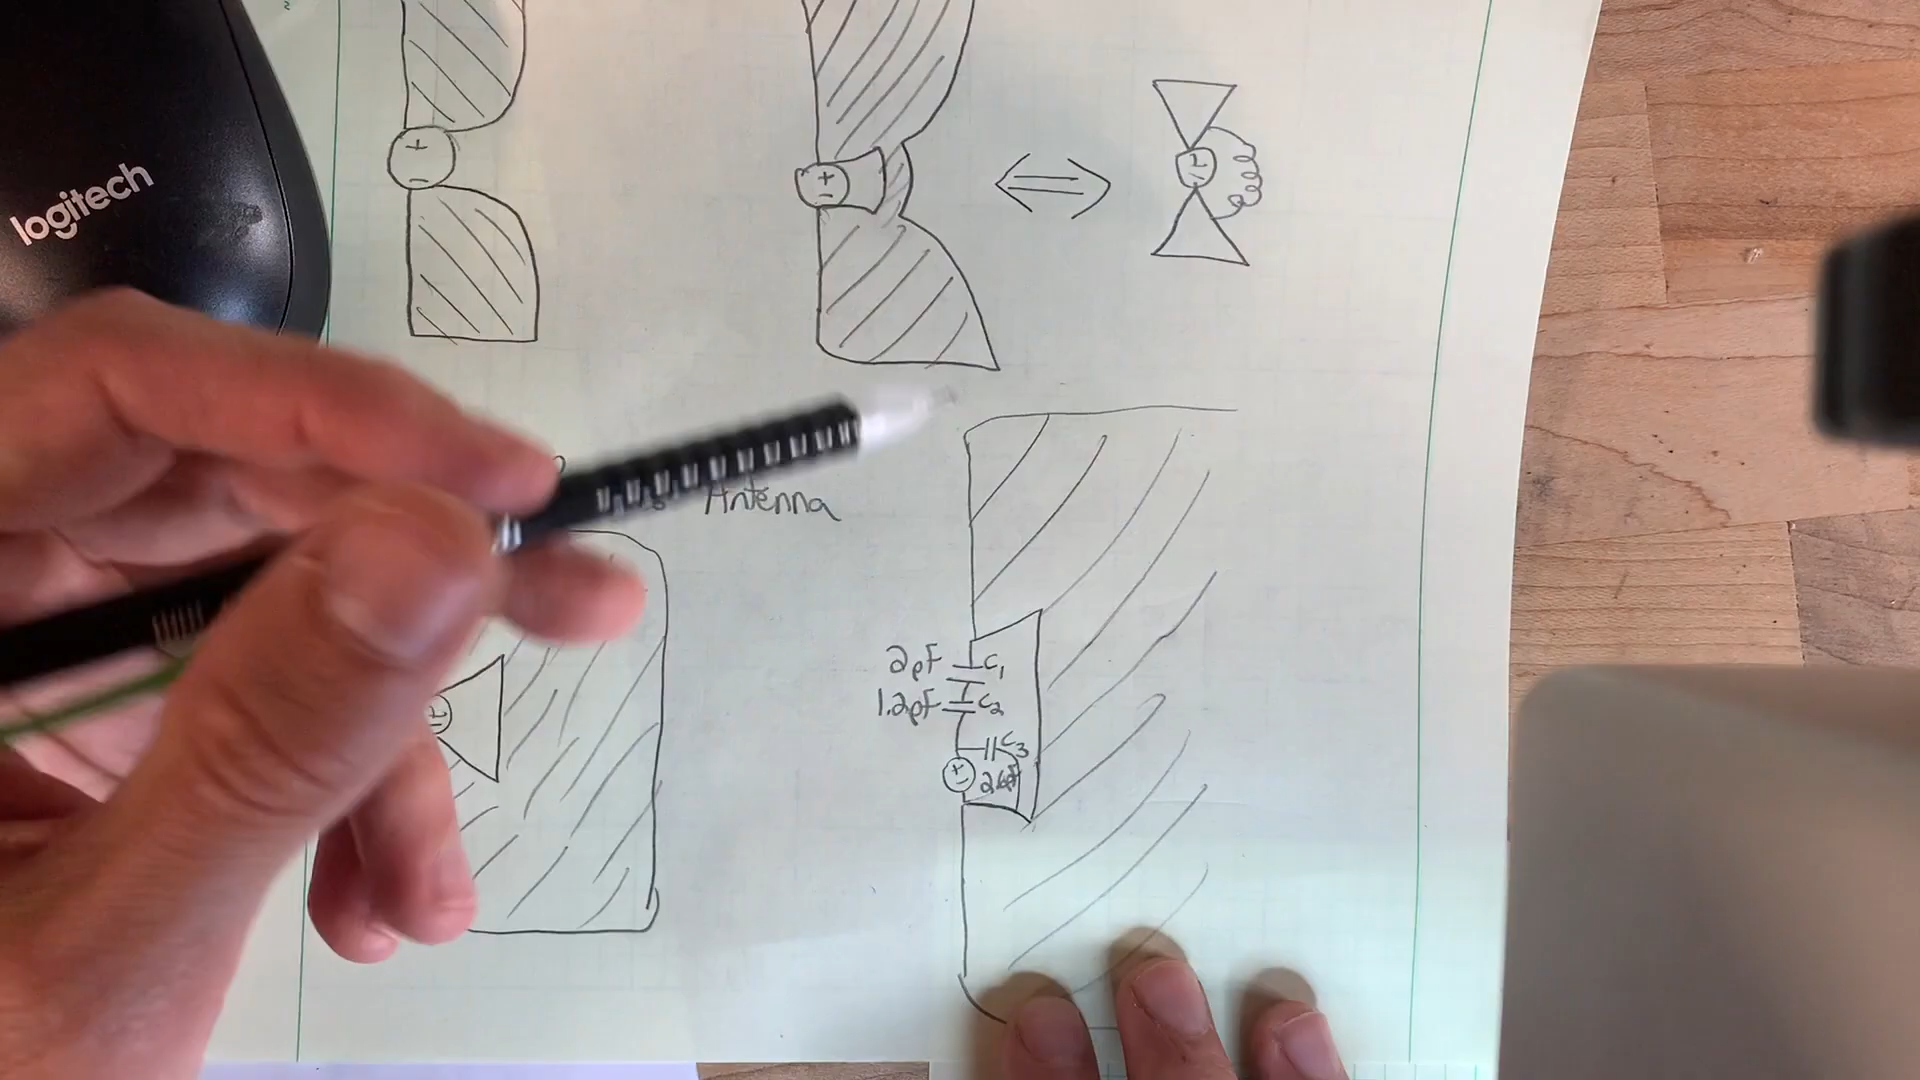 logitech
+
−
+
−
+
−
Antenna
2pF C1
1.2pF C2
C3
+
−